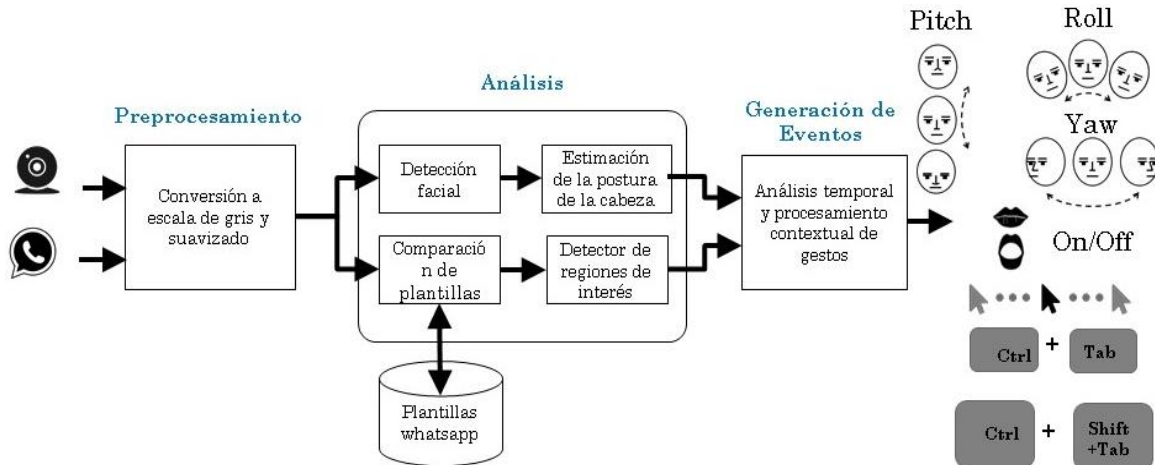 Preprocesamiento
Conversión a
escala de gris y
suavizado
Análisis
Detección
facial
Estimación
de la postura
de la cabeza
Comparació
n de
plantillas
Detector de
regiones de
interés
Plantillas
whatsapp
Generación de
Eventos
Análisis temporal
y procesamiento
contextual de
gestos
Pitch
Roll
Yaw
On/Off
Ctrl + Tab
Ctrl + Shift
+Tab